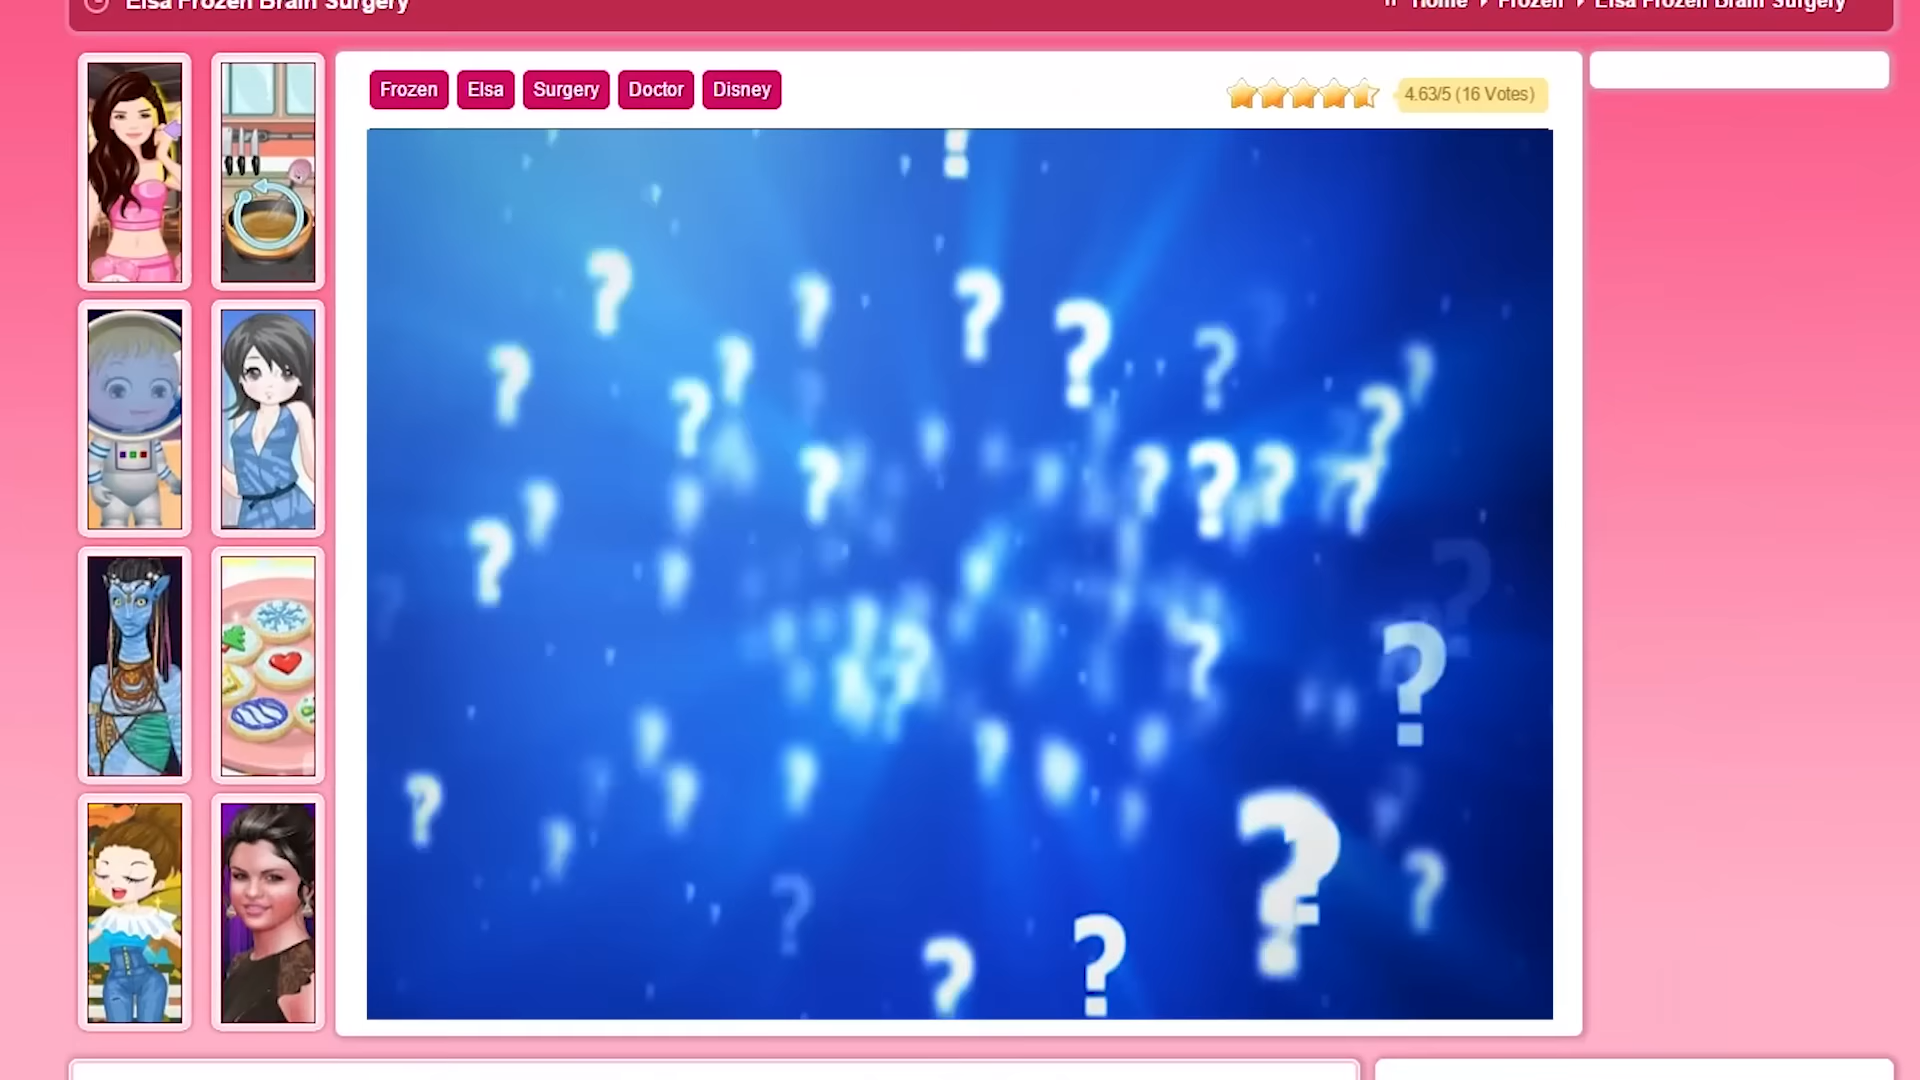 Elsa Frozen Brain Surgery
Home Frozen Elsa Frozen Brain Surgery
Frozen Elsa Surgery Doctor Disney
4.63/5 (16 Votes)